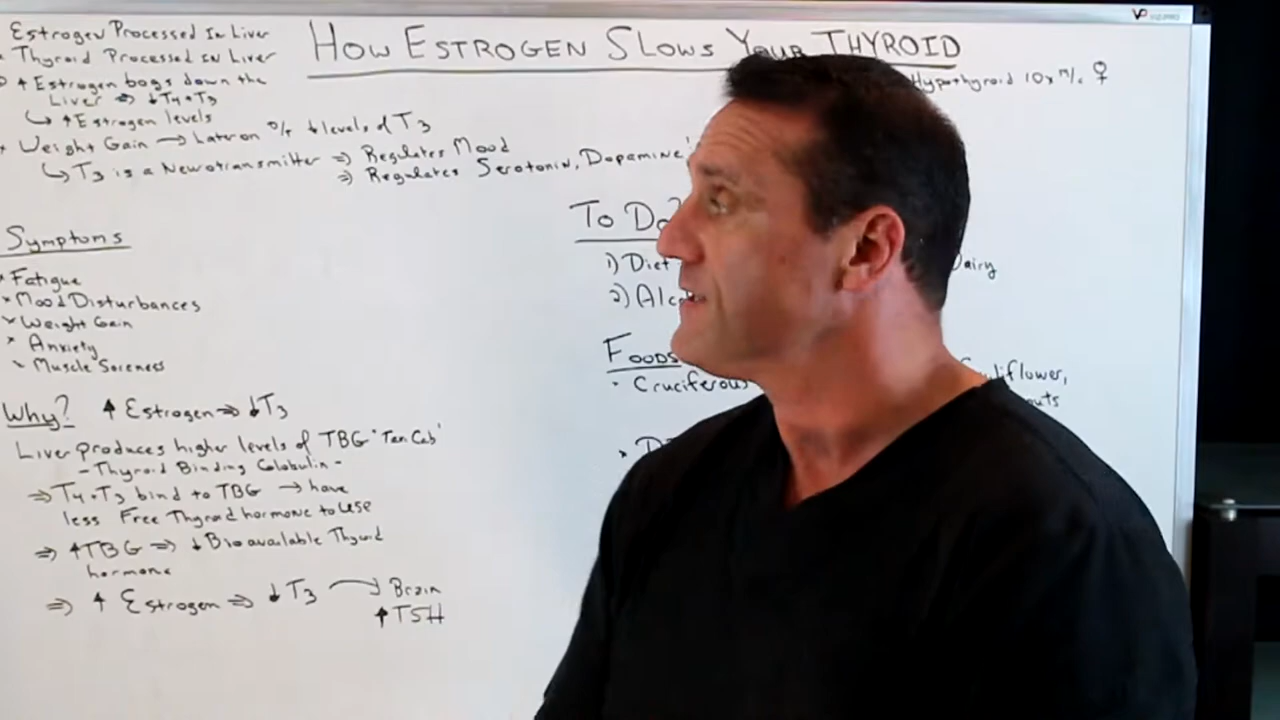 Estrogen Processed In Liver
Thyroid Processed in Liver
↑ Estrogen bogs down the
Liver ⇒ ↓T4+T3
↑Estrogen levels
Weight Gain → Later on % ↓levels of T3
T3 is a Neurotransmitter ⇒ Regulates Mood
⇒ Regulates Serotonin, Dopamine
HOW ESTROGEN SLOWS YOUR THYROID
Hypothyroid 10x m/c ♀
Symptoms
Fatigue
Mood Disturbances
Weight Gain
Anxiety
Muscle Soreness
Why? ↑ Estrogen ⇒ ↓T3
Liver produces higher levels of TBG "Tan Cab"
- Thyroid Binding Golobulin -
⇒ T4+T3 bind to TBG → have
less Free Thyroid hormone to use
⇒ ↑TBG ⇒ ↓Bioavailable Thyroid
hormone
⇒ ↑ Estrogen ⇒ ↓T3 → Brain
↑TSH
To Do?
1) Diet Dairy
2) Alc
FOODS
Cruciferous
VIZ-PRO